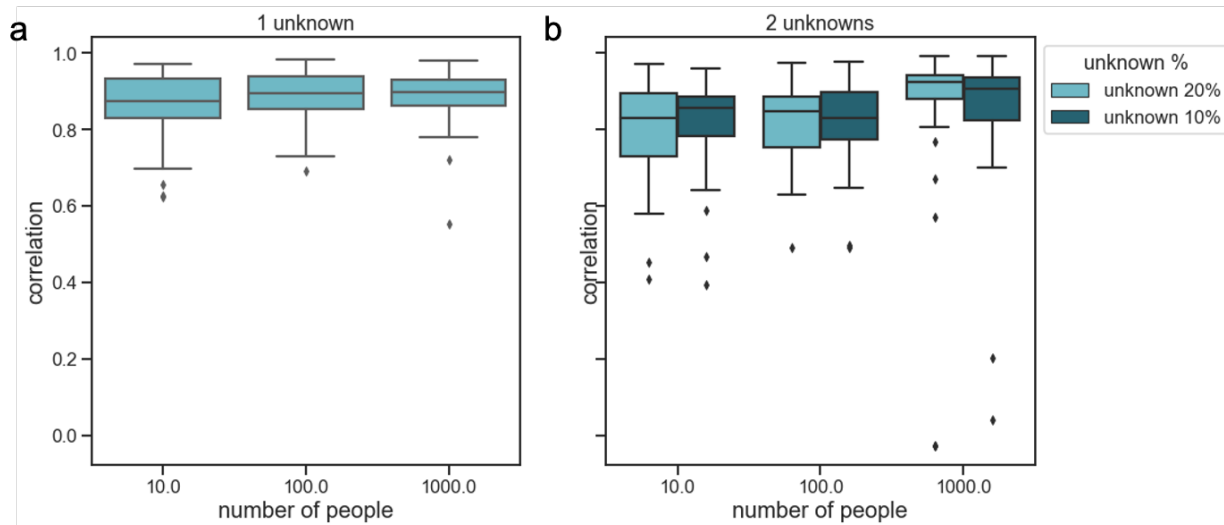 a
1 unknown
1.0
0.8
0.6
0.4
0.2
0.0
correlation
10.0 100.0 1000.0
number of people
b
2 unknowns
correlation
10.0 100.0 1000.0
number of people
unknown %
unknown 20%
unknown 10%